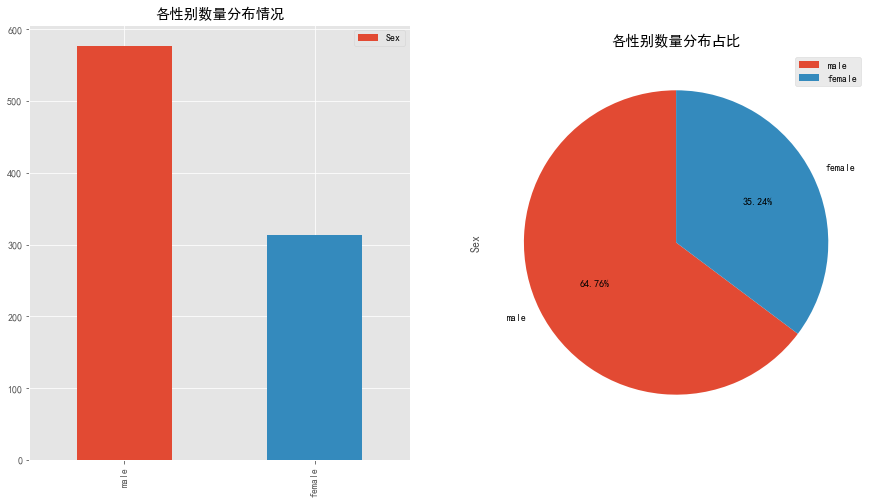 各性别数量分布情况
Sex
600
500
400
300
200
100
0
male
female
各性别数量分布占比
male
female
female
35.24%
Sex
64.76%
male